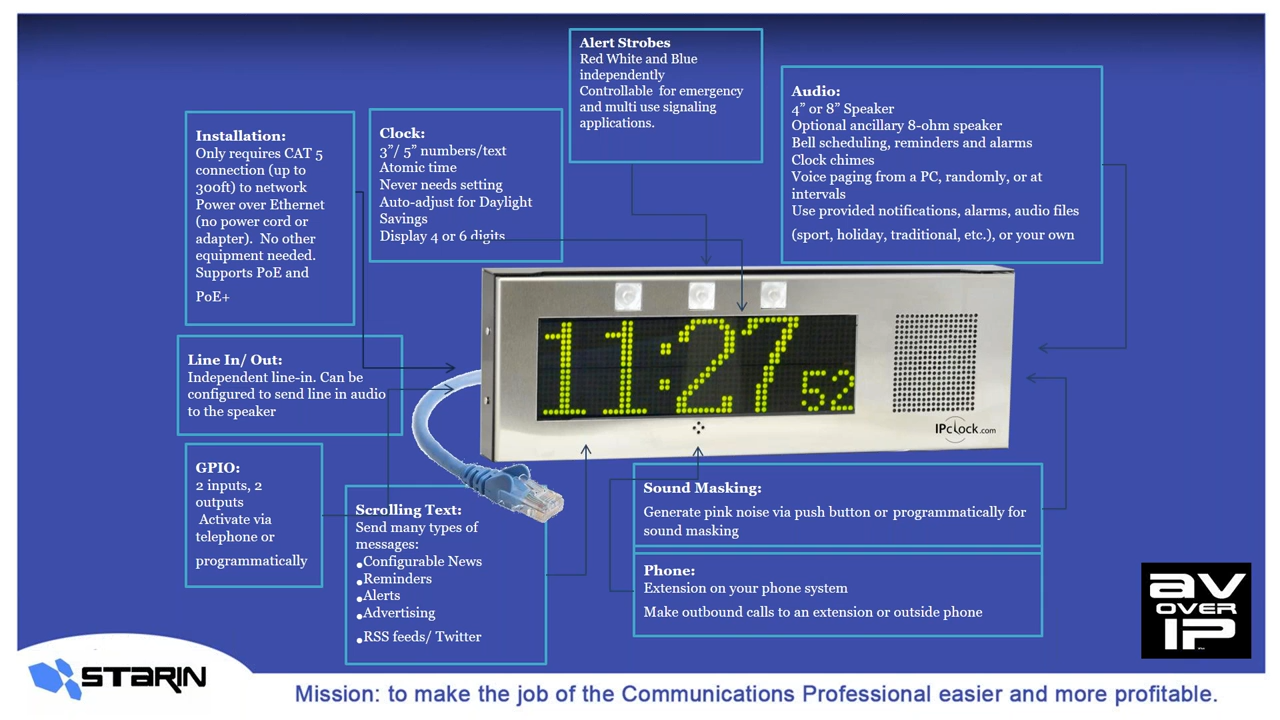 Alert Strobes
Red White and Blue
independently
Controllable for emergency
and multi use signaling
applications.
Audio:
4” or 8” Speaker
Optional ancillary 8-ohm speaker
Bell scheduling, reminders and alarms
Clock chimes
Voice paging from a PC, randomly, or at
intervals
Use provided notifications, alarms, audio files
(sport, holiday, traditional, etc.), or your own
Installation:
Only requires CAT 5
connection (up to
300ft) to network
Power over Ethernet
(no power cord or
adapter). No other
equipment needed.
Supports PoE and
PoE+
Clock:
3”/ 5” numbers/text
Atomic time
Never needs setting
Auto-adjust for Daylight
Savings
Display 4 or 6 digits
11:27 52
IPclock.com
Line In/ Out:
Independent line-in. Can be
configured to send line in audio
to the speaker
GPIO:
2 inputs, 2
outputs
Activate via
telephone or
programmatically
Scrolling Text:
Send many types of
messages:
•Configurable News
•Reminders
•Alerts
•Advertising
•RSS feeds/ Twitter
Sound Masking:
Generate pink noise via push button or programmatically for
sound masking
Phone:
Extension on your phone system
Make outbound calls to an extension or outside phone
av
OVER
IP
STARIN
Mission: to make the job of the Communications Professional easier and more profitable.